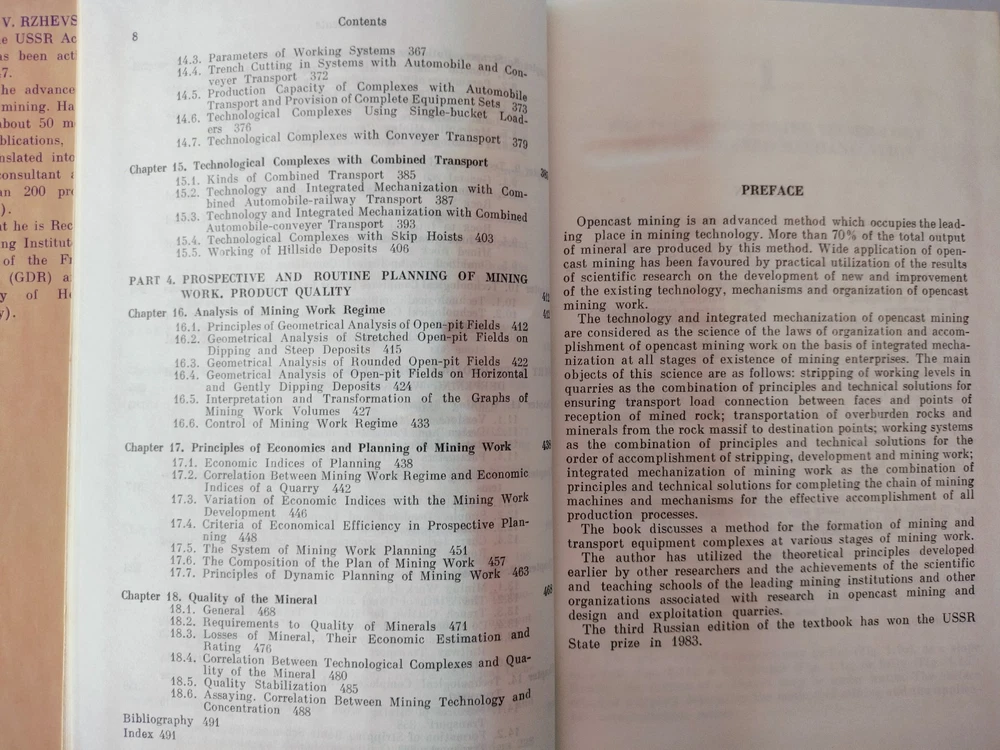 V. RZHEVS
e USSR Ac
as been act
7.
he advance
mining. Ha
about 50 m
blications,
nslated into
consultant
an 200 pro
).
at he is Rec
ng Institut
of the Fr
(GDR) a
y of He
y).
Contents
8
14.3. Parameters of Working Systems 367
14.4. Trench Cutting in Systems with Automobile and Con-
veyer Transport 372
14.5. Production Capacity of Complexes with Automobile
Transport and Provision of Complete Equipment Sets 373
14.6. Technological Complexes Using Single-bucket Load-
ers 376
14.7. Technological Complexes with Conveyer Transport 379
Chapter 15. Technological Complexes with Combined Transport 385
15.1. Kinds of Combined Transport 385
15.2. Technology and Integrated Mechanization with Com-
bined Automobile-railway Transport 387
15.3. Technology and Integrated Mechanization with Combined
Automobile-conveyer Transport 393
15.4. Technological Complexes with Skip Hoists 403
15.5. Working of Hillside Deposits 406
PART 4. PROSPECTIVE AND ROUTINE PLANNING OF MINING
WORK. PRODUCT QUALITY 412
Chapter 16. Analysis of Mining Work Regime 412
16.1. Principles of Geometrical Analysis of Open-pit Fields 412
16.2. Geometrical Analysis of Stretched Open-pit Fields on
Dipping and Steep Deposits 415
16.3. Geometrical Analysis of Rounded Open-pit Fields 422
16.4. Geometrical Analysis of Open-pit Fields on Horizontal
and Gently Dipping Deposits 424
16.5. Interpretation and Transformation of the Graphs of
Mining Work Volumes 427
16.6. Control of Mining Work Regime 433
Chapter 17. Principles of Economics and Planning of Mining Work 438
17.1. Economic Indices of Planning 438
17.2. Correlation Between Mining Work Regime and Economic
Indices of a Quarry 442
17.3. Variation of Economic Indices with the Mining Work
Development 446
17.4. Criteria of Economical Efficiency in Prospective Plan-
ning 448
17.5. The System of Mining Work Planning 451
17.6. The Composition of the Plan of Mining Work 457
17.7. Principles of Dynamic Planning of Mining Work 463
Chapter 18. Quality of the Mineral 468
18.1. General 468
18.2. Requirements to Quality of Minerals 471
18.3. Losses of Mineral, Their Economic Estimation and
Rating 476
18.4. Correlation Between Technological Complexes and Qua-
lity of the Mineral 480
18.5. Quality Stabilization 485
18.6. Assaying. Correlation Between Mining Technology and
Concentration 488
Bibliography 491
Index 491
PREFACE
Opencast mining is an advanced method which occupies the lead-
ing place in mining technology. More than 70% of the total output
of mineral are produced by this method. Wide application of open-
cast mining has been favoured by practical utilization of the results
of scientific research on the development of new and improvement
of the existing technology, mechanisms and organization of opencast
mining work.
The technology and integrated mechanization of opencast mining
are considered as the science of the laws of organization and accom-
plishment of opencast mining work on the basis of integrated mecha-
nization at all stages of existence of mining enterprises. The main
objects of this science are as follows: stripping of working levels in
quarries as the combination of principles and technical solutions for
ensuring transport load connection between faces and points of
reception of mined rock; transportation of overburden rocks and
minerals from the rock massif to destination points; working systems
as the combination of principles and technical solutions for the
order of accomplishment of stripping, development and mining work;
integrated mechanization of mining work as the combination of
principles and technical solutions for completing the chain of mining
machines and mechanisms for the effective accomplishment of all
production processes.
The book discusses a method for the formation of mining and
transport equipment complexes at various stages of mining work.
The author has utilized the theoretical principles developed
earlier by other researchers and the achievements of the scientific
and teaching schools of the leading mining institutions and other
organizations associated with research in opencast mining and
design and exploitation quarries.
The third Russian edition of the textbook has won the USSR
State prize in 1983.